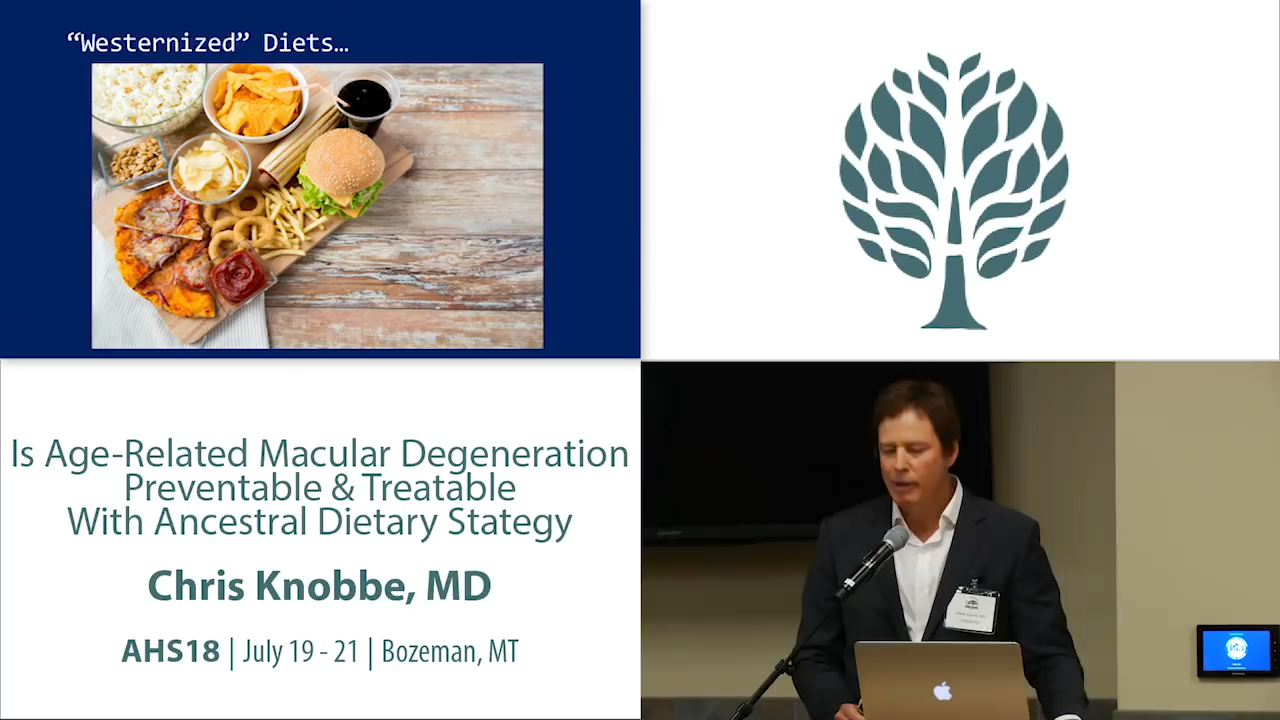 “Westernized” Diets…
Is Age-Related Macular Degeneration
Preventable & Treatable
With Ancestral Dietary Stategy
Chris Knobbe, MD
AHS18 | July 19 - 21 | Bozeman, MT